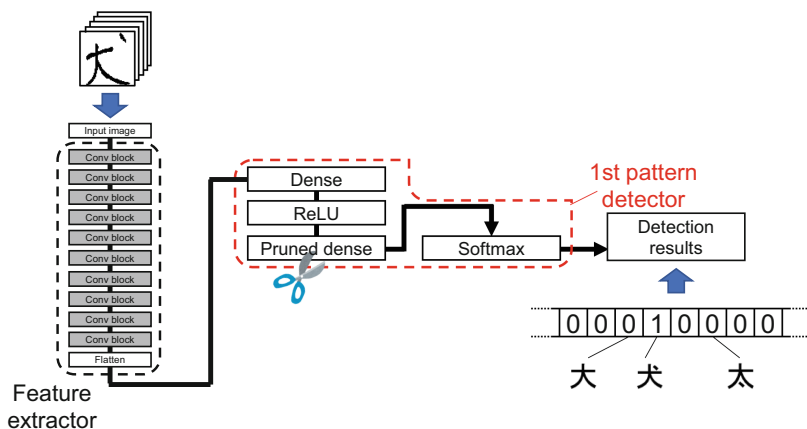 犬
Input image
Conv block
Conv block
Conv block
Conv block
Conv block
Conv block
Conv block
Conv block
Conv block
Conv block
Flatten
Feature
extractor
Dense
ReLU
Pruned dense
Softmax
1st pattern
detector
Detection
results
0 0 0 1 0 0 0 0
大 犬 太